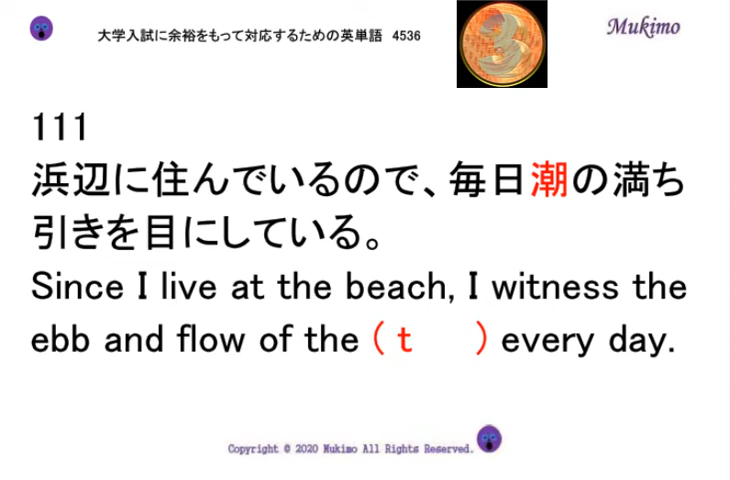 大学入試に余裕をもって対応するための英単語 4536
3
Mukimo
111
浜辺に住んでいるので、毎日潮の満ち
引きを目にしている。
Since I live at the beach, I witness the
ebb and flow of the ( t ) every day.
Copyright © 2020 Mukimo All Rights Reserved.